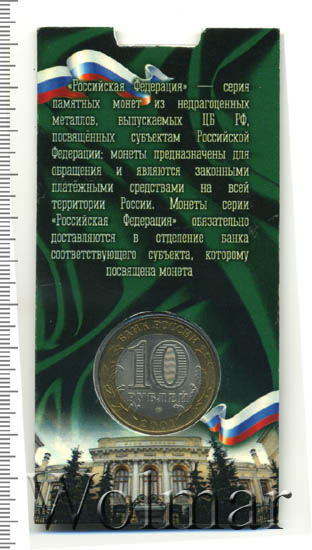 «Российская Федерация» — серия
памятных монет из недрагоценных
металлов, выпускаемых ЦБ РФ,
посвящённых субъектам Российской
Федерации; монеты предназначены для
обращения и являются законными
платёжными средствами на всей
территории России. Монеты серии
«Российская Федерация» обязательно
доставляются в отделение банка
соответствующего субъекта, которому
посвящена монета
БАНК РОССИИ
10
РУБЛЕЙ
Wolmar